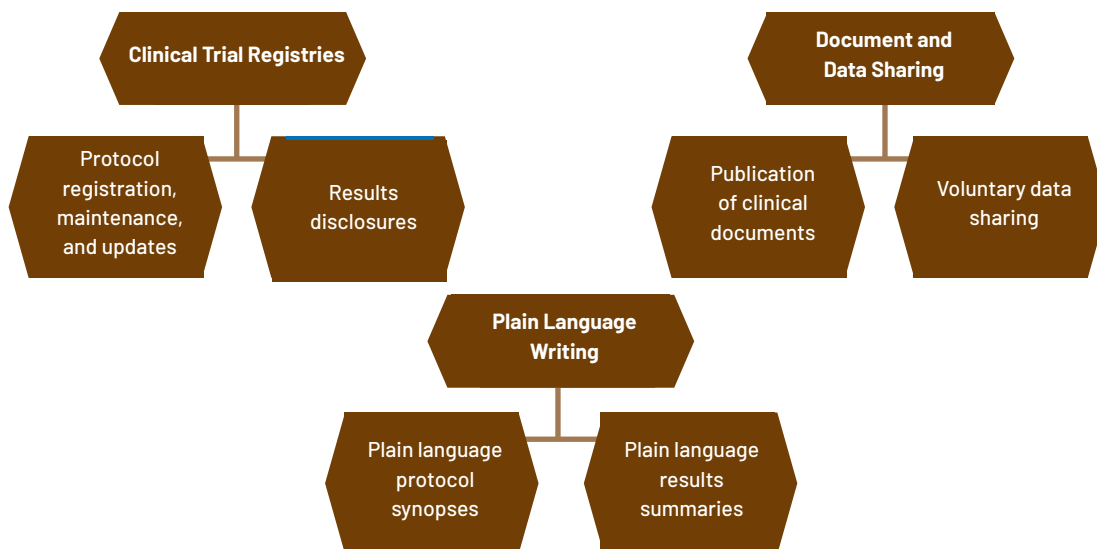 Clinical Trial Registries
Protocol
registration,
maintenance,
and updates
Results
disclosures
Document and
Data Sharing
Publication
of clinical
documents
Voluntary data
sharing
Plain Language
Writing
Plain language
protocol
synopses
Plain language
results
summaries